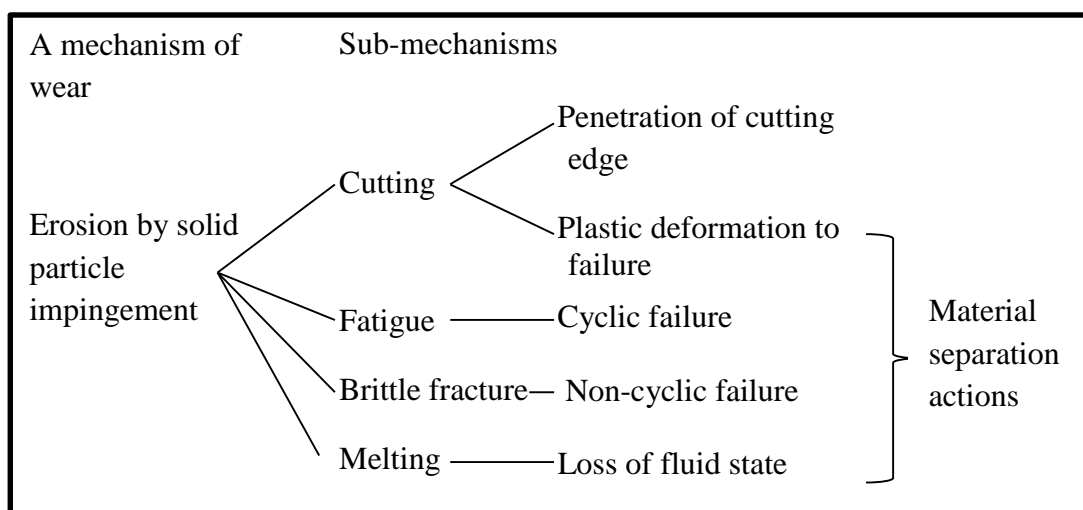 A mechanism of
wear
Sub-mechanisms
Penetration of cutting
edge
Cutting
Erosion by solid
particle
impingement
Plastic deformation to
failure
Fatigue
Cyclic failure
Brittle fracture
Non-cyclic failure
Melting
Loss of fluid state
Material
separation
actions